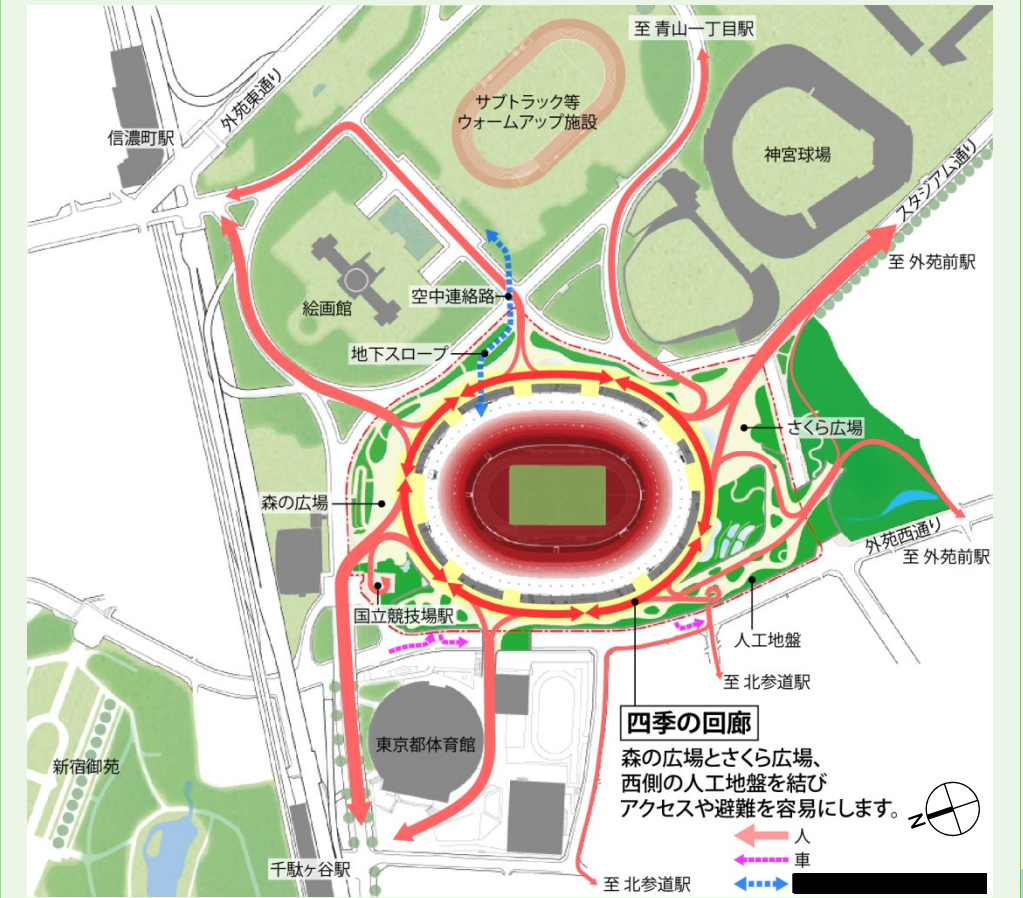 至 青山一丁目駅
外苑東通り
サブトラック等
ウォームアップ施設
信濃町駅
神宮球場
スタジアム通り
至 外苑前駅
空中連絡路
絵画館
地下スロープ
さくら広場
森の広場
外苑西通り
至 外苑前駅
国立競技場駅
人工地盤
至 北参道駅
四季の回廊
東京都体育館
森の広場とさくら広場、
西側の人工地盤を結び
アクセスや避難を容易にします。
新宿御苑
N
人
車
千駄ヶ谷駅
至 北参道駅